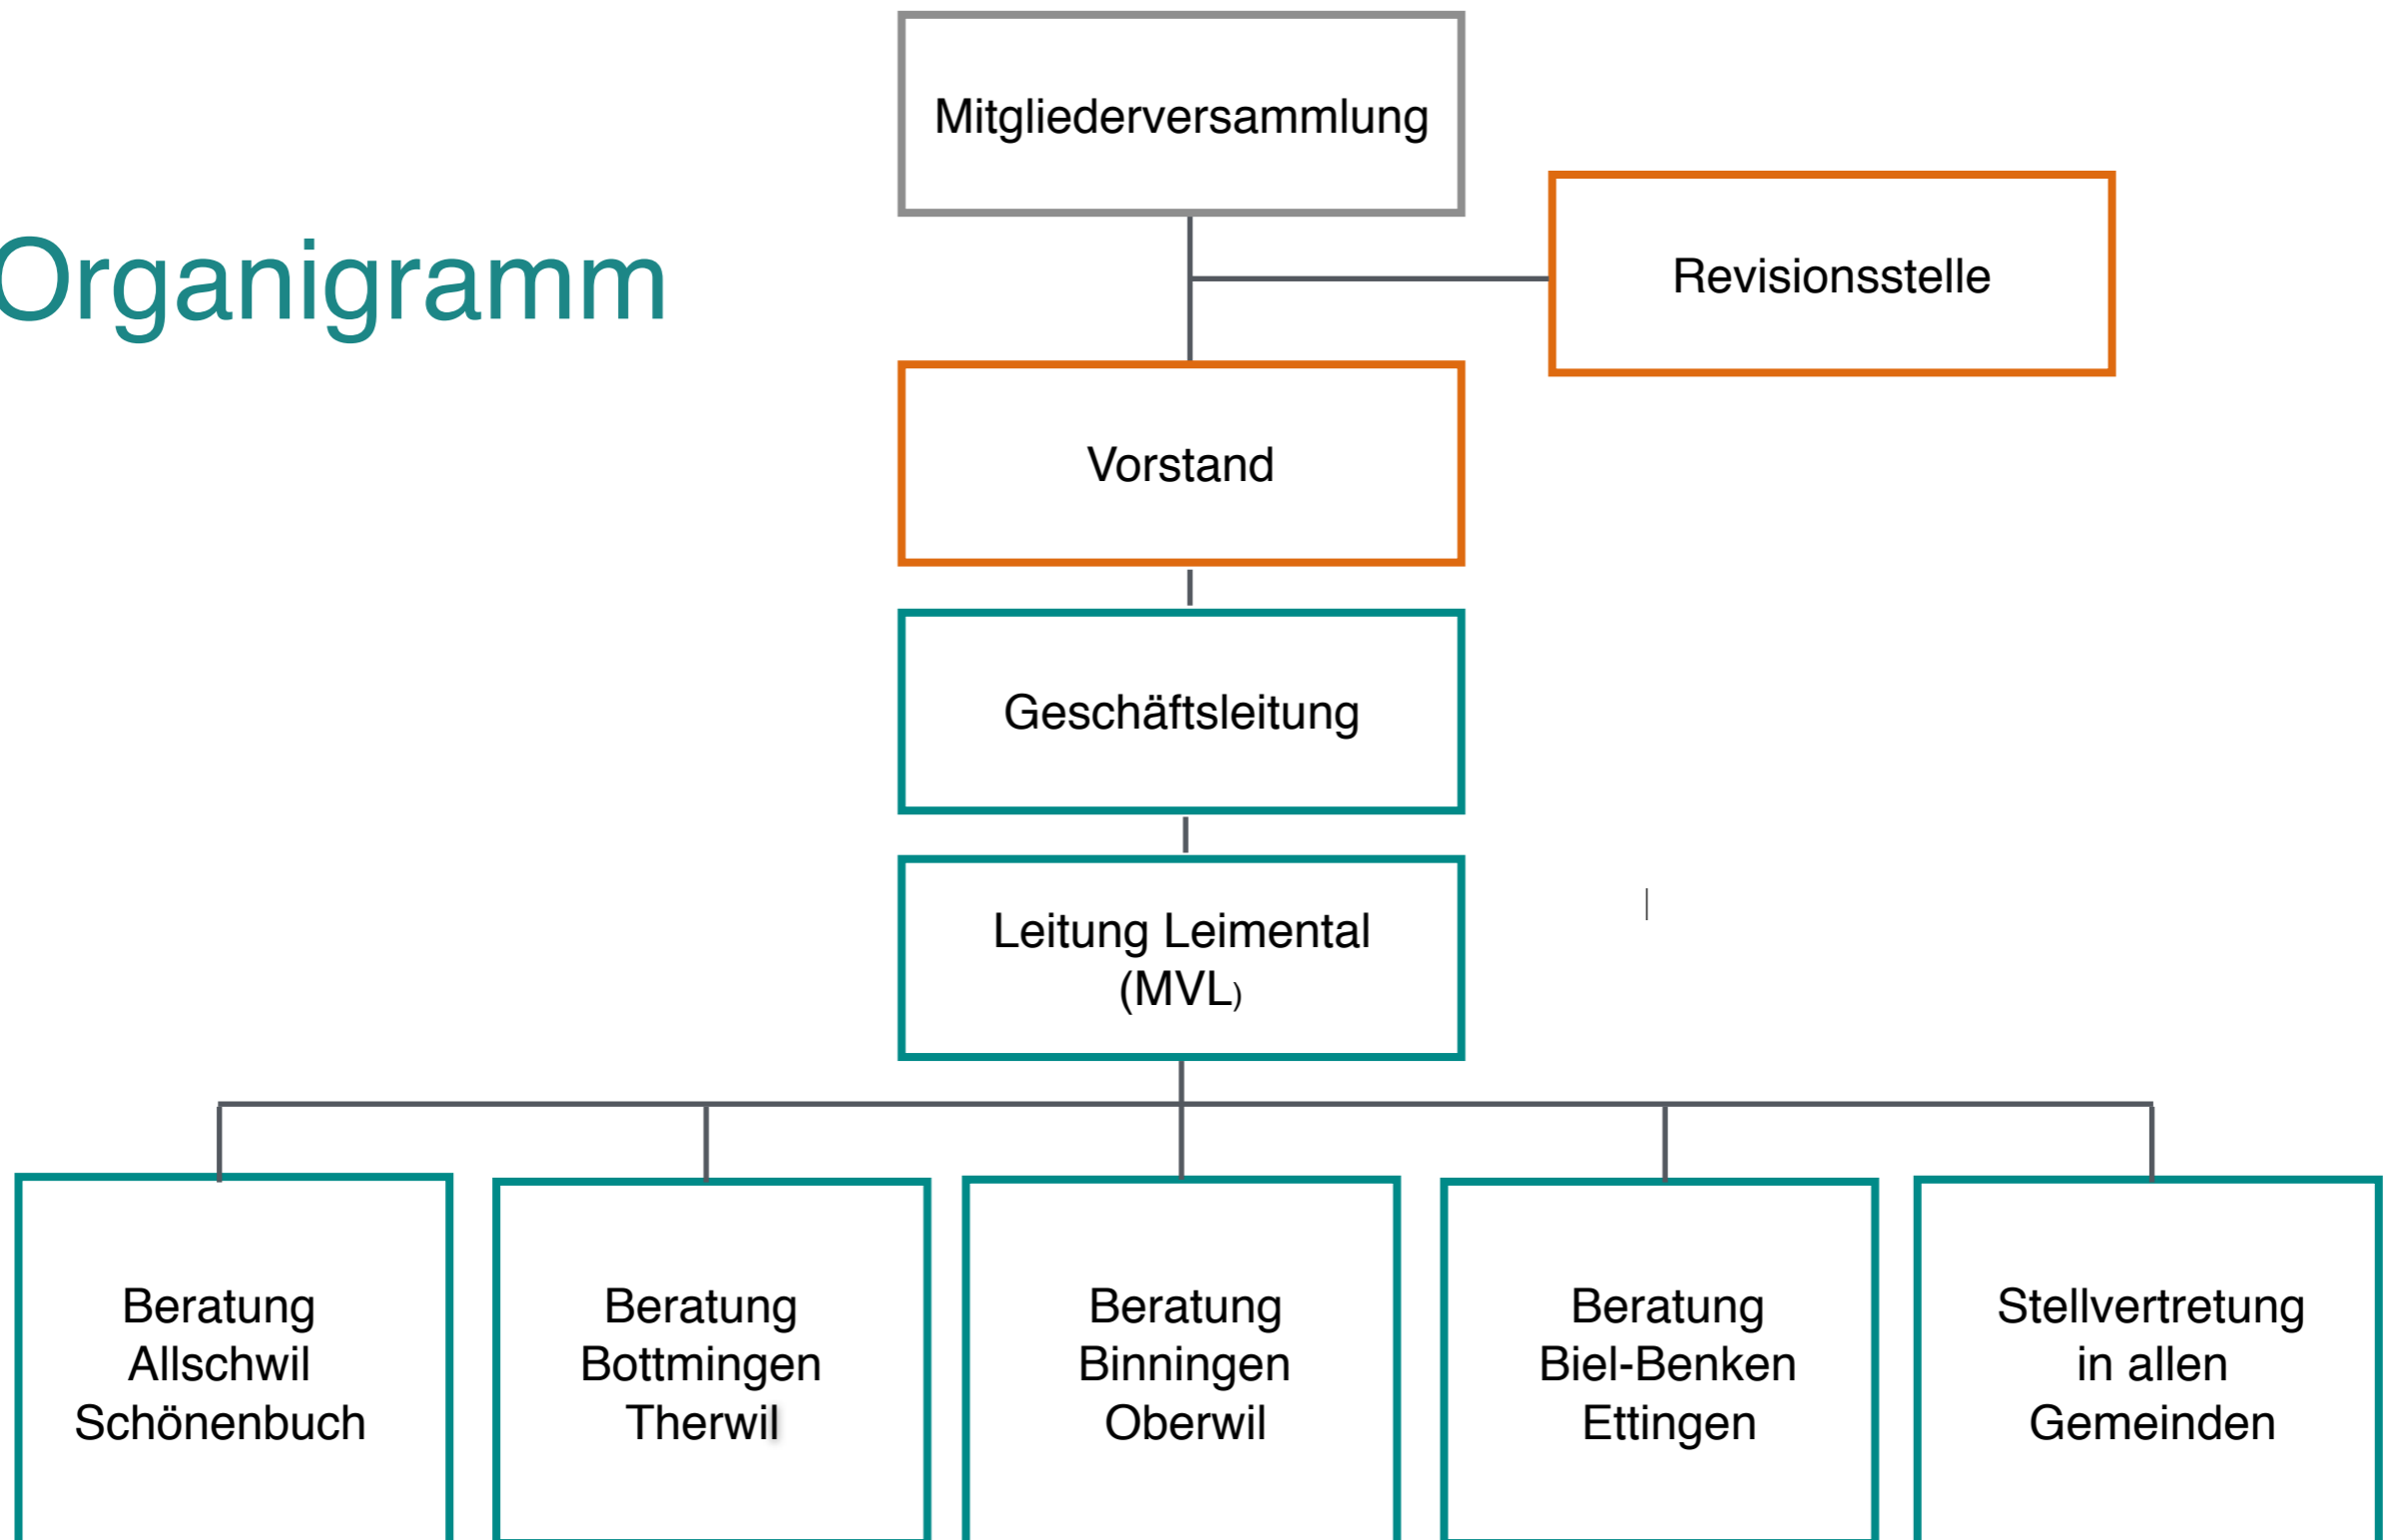 Mitgliederversammlung
Organigramm
Revisionsstelle
Vorstand
Geschäftsleitung
Leitung Leimental
(MVL)
Beratung
Allschwil
Schönenbuch
Beratung
Bottmingen
Therwil
Beratung
Binningen
Oberwil
Beratung
Biel-Benken
Ettingen
Stellvertretung
in allen
Gemeinden